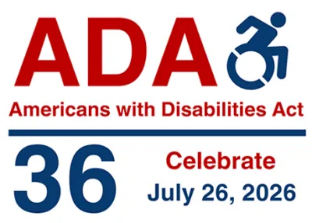 ADA
Americans with Disabilities Act
36
Celebrate
July 26, 2026